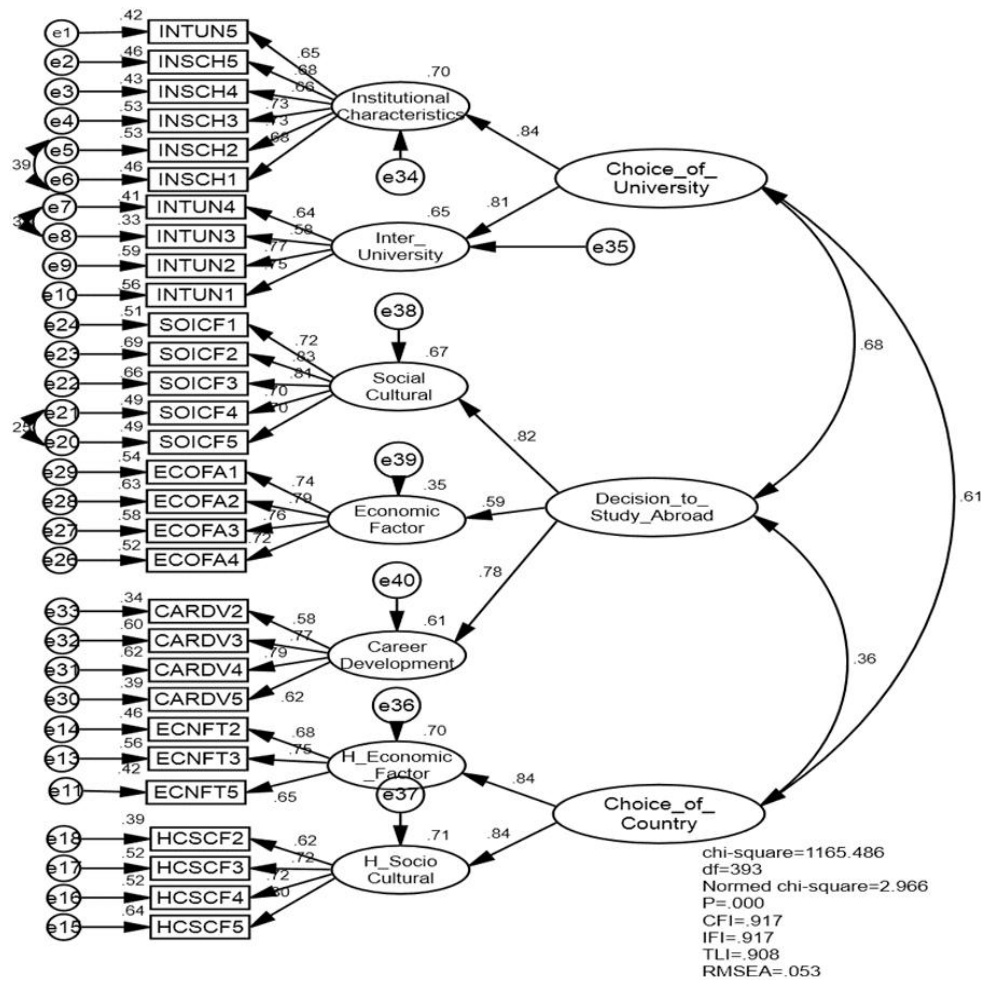 e1 .42 INTUN5
e2 .46 INSCH5
e3 .43 INSCH4
e4 .53 INSCH3
e5 .53 INSCH2
e6 .46 INSCH1
39
.65
.68
.66
.73
.73
.68
.70
Institutional
Characteristics
e34
.84
Choice_of_
University
e7 .41 INTUN4
e8 .33 INTUN3
e9 .59 INTUN2
e10 .56 INTUN1
.64
.58
.77
.75
.65
Inter_
University
.81
e35
e24 .51 SOICF1
e23 .69 SOICF2
e22 .66 SOICF3
e21 .49 SOICF4
e20 .49 SOICF5
25
.72
.83
.81
.70
.70
e38
.67
Social
Cultural
.82
.68
e29 .54 ECOFA1
e28 .63 ECOFA2
e27 .58 ECOFA3
e26 .52 ECOFA4
.74
.79
.76
.72
e39
.35
Economic
Factor
.59
Decision_to_
Study_Abroad
.61
e33 .34 CARDV2
e32 .60 CARDV3
e31 .62 CARDV4
e30 .39 CARDV5
.58
.77
.79
.62
e40
.61
Career
Development
.78
.36
e14 .46 ECNFT2
e13 .56 ECNFT3
e11 .42 ECNFT5
.68
.75
.65
e36
.70
H_Economic
_Factor
.84
Choice_of_
Country
e18 .39 HCSCF2
e17 .52 HCSCF3
e16 .52 HCSCF4
e15 .64 HCSCF5
.62
.72
.72
.80
e37
.71
H_Socio
Cultural
.84
chi-square=1165.486
df=393
Normed chi-square=2.966
P=.000
CFI=.917
IFI=.917
TLI=.908
RMSEA=.053